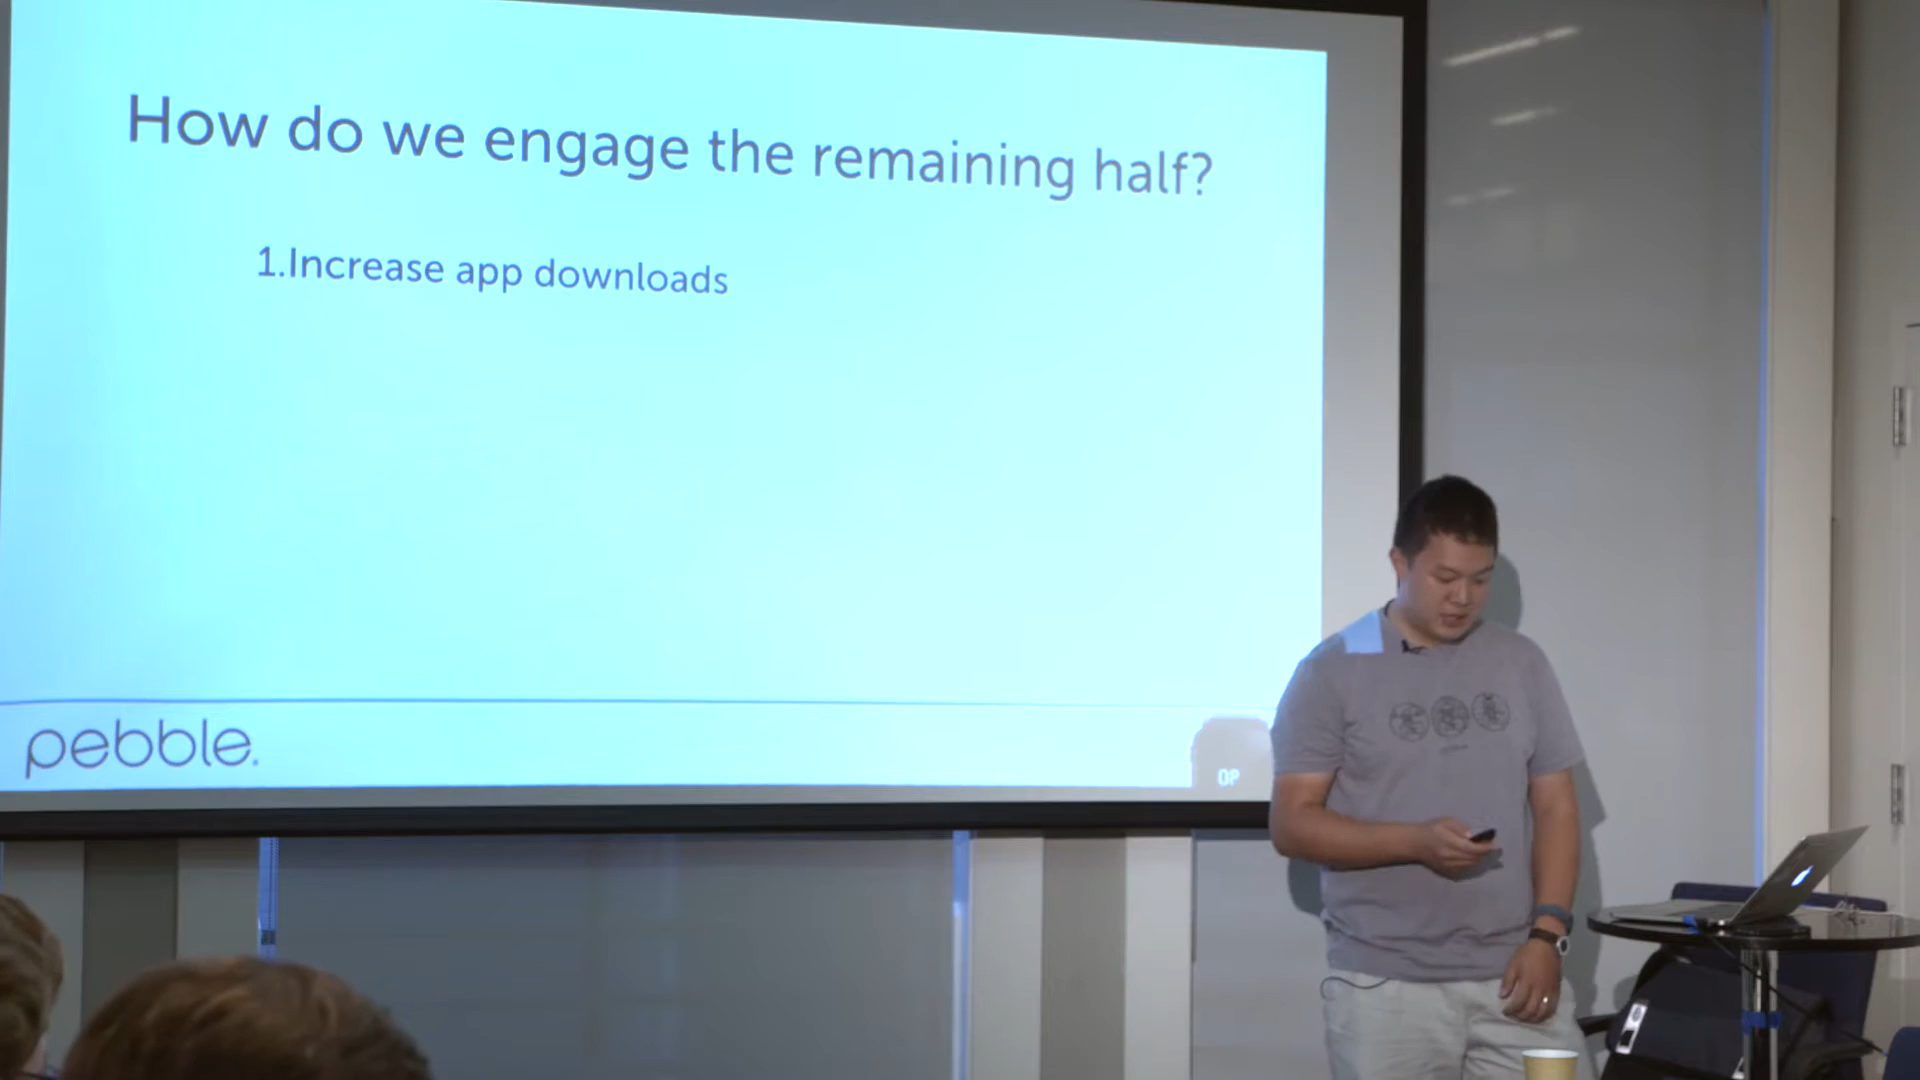 How do we engage the remaining half?
1.Increase app downloads
pebble.